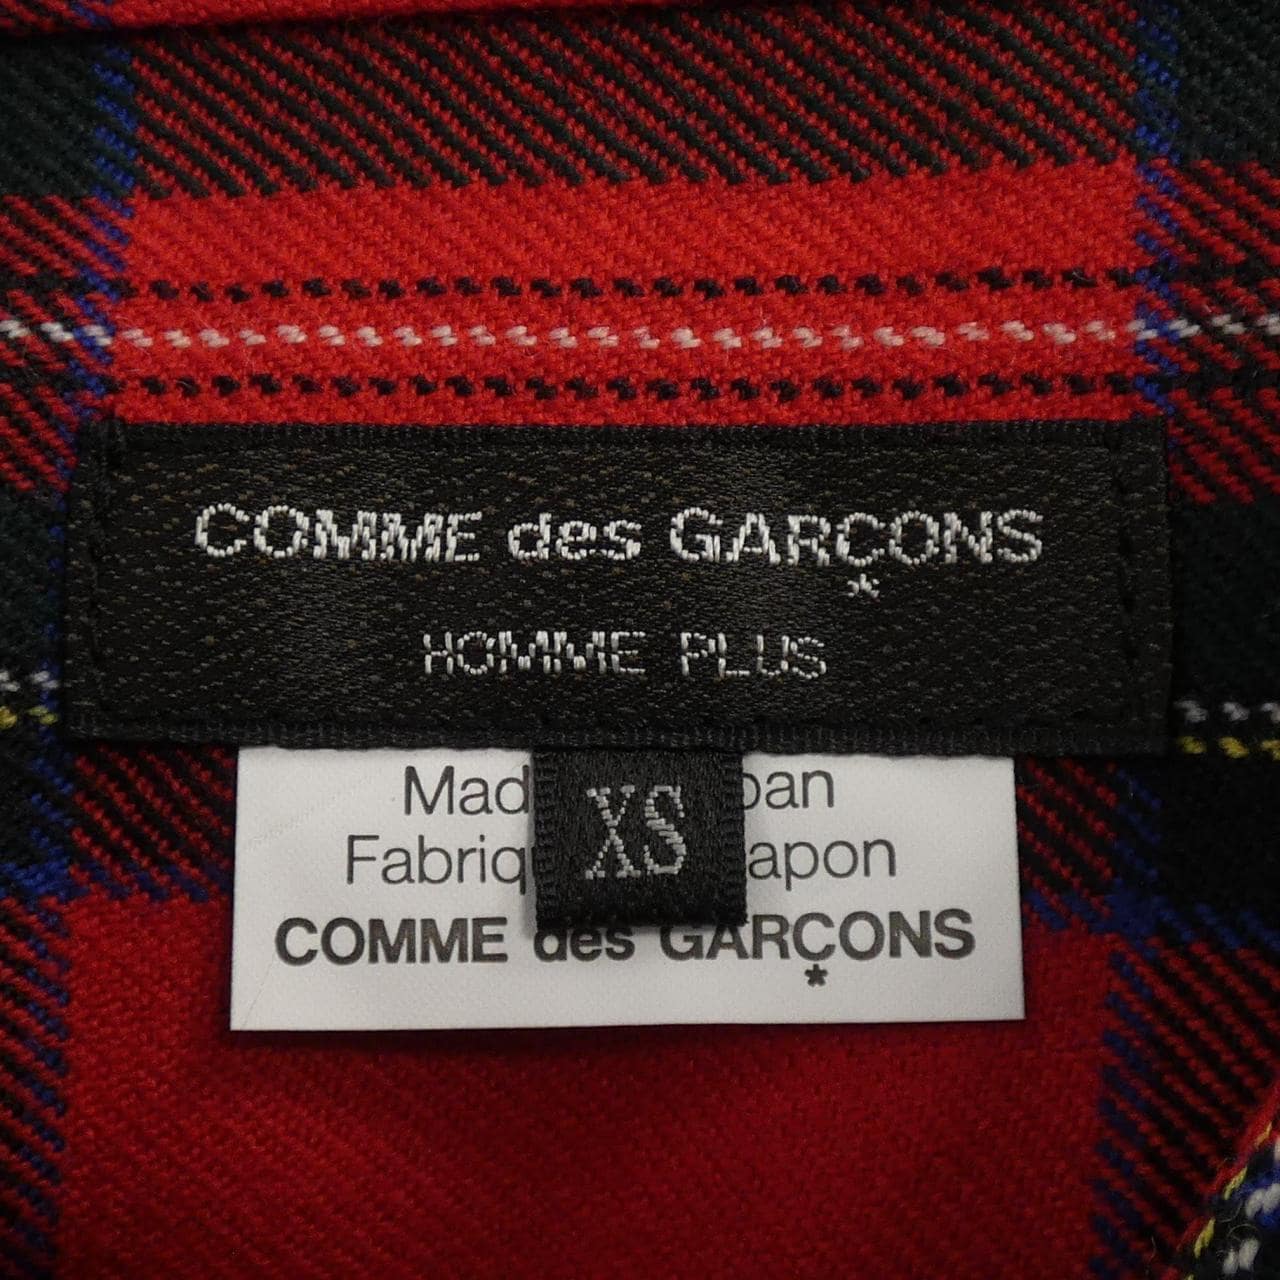 COMME des GARÇONS
HOMME PLUS
XS
Mad pan
Fabriq apon
COMME des GARÇONS
*